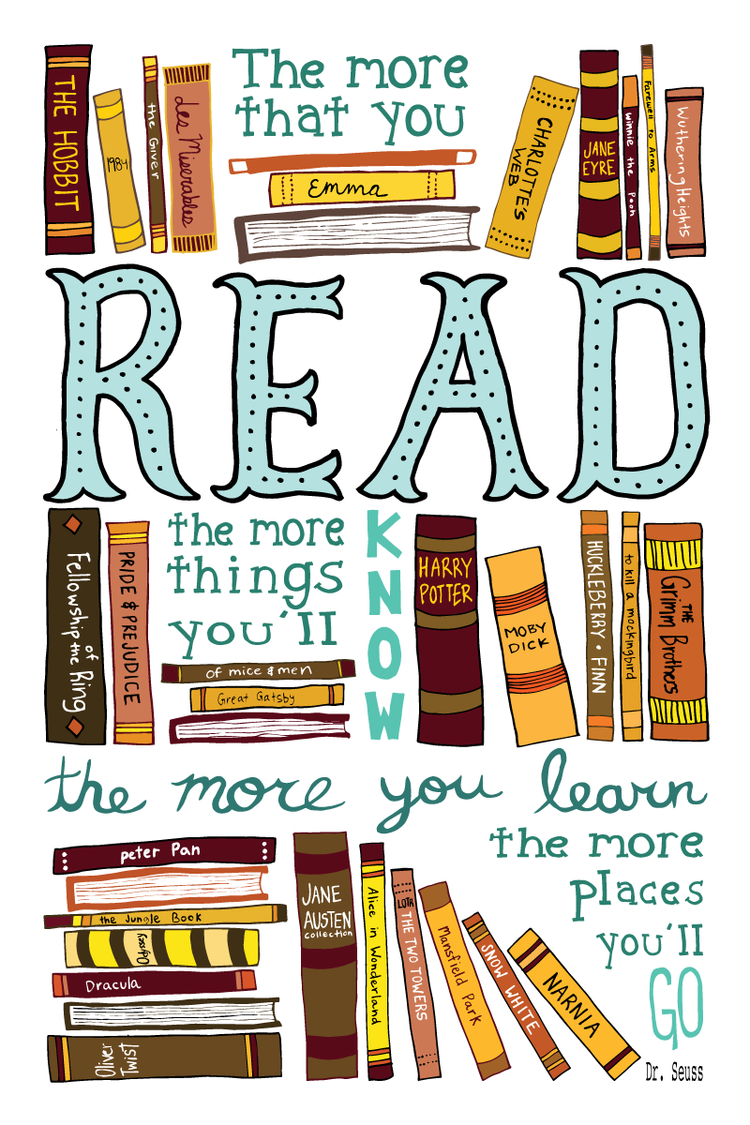 THE HOBBIT
1984
the Giver
Les Miserables
The more
that you
Emma
CHARLOTTE'S
WEB
JANE
EYRE
Winnie the Pooh
Farewell to Arms
Wuthering Heights
READ
Fellowship of
the Ring
PRIDE & PREJUDICE
the more
things
you'll
of mice & men
Great Gatsby
KNOW
HARRY
POTTER
MOBY
DICK
HUCKLEBERRY • FINN
to kill a mockingbird
THE
Grimm Brothers
the more you learn
peter Pan
the Jungle Book
Odyssey
Dracula
Oliver
Twist
JANE
AUSTEN
collection
Alice in Wonderland
LOTR THE TWO TOWERS
Mansfield Park
SNOW WHITE
NARNIA
the more
places
you'll
GO
Dr. Seuss